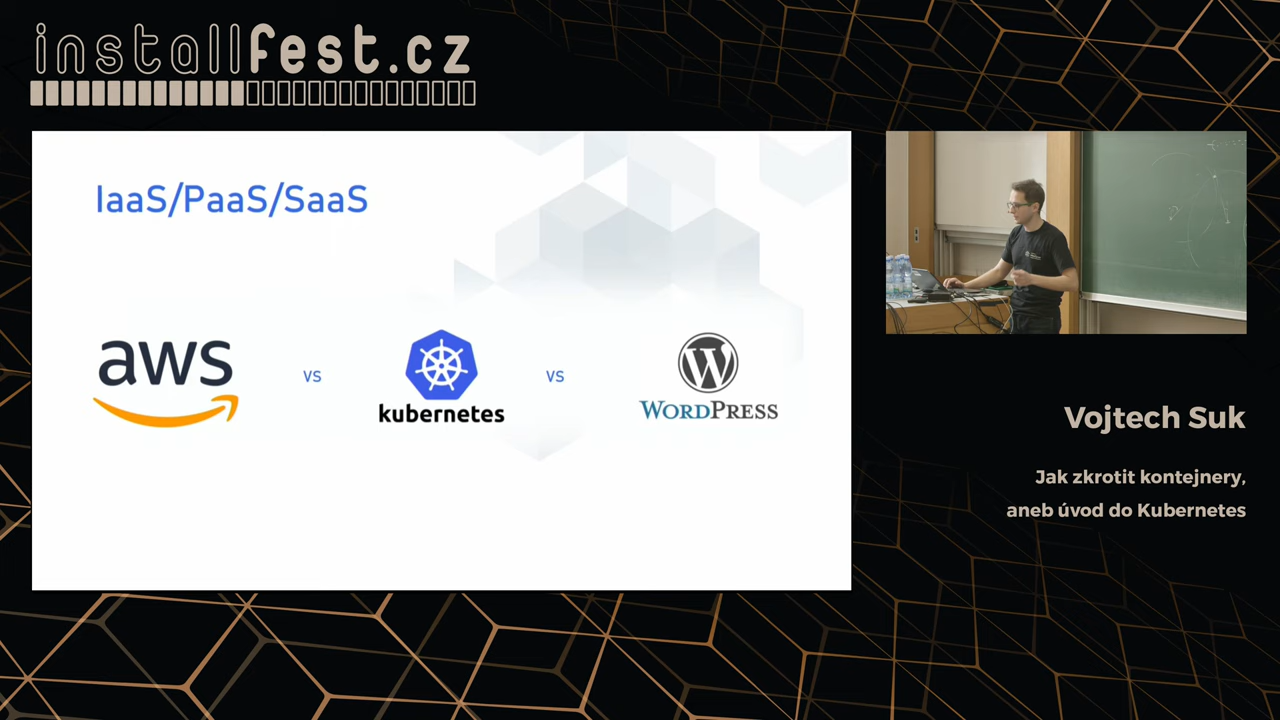 installfest.cz
IaaS/PaaS/SaaS
aws
vs
kubernetes
vs
WORDPRESS
Vojtech Suk
Jak zkrotit kontejnery,
aneb úvod do Kubernetes